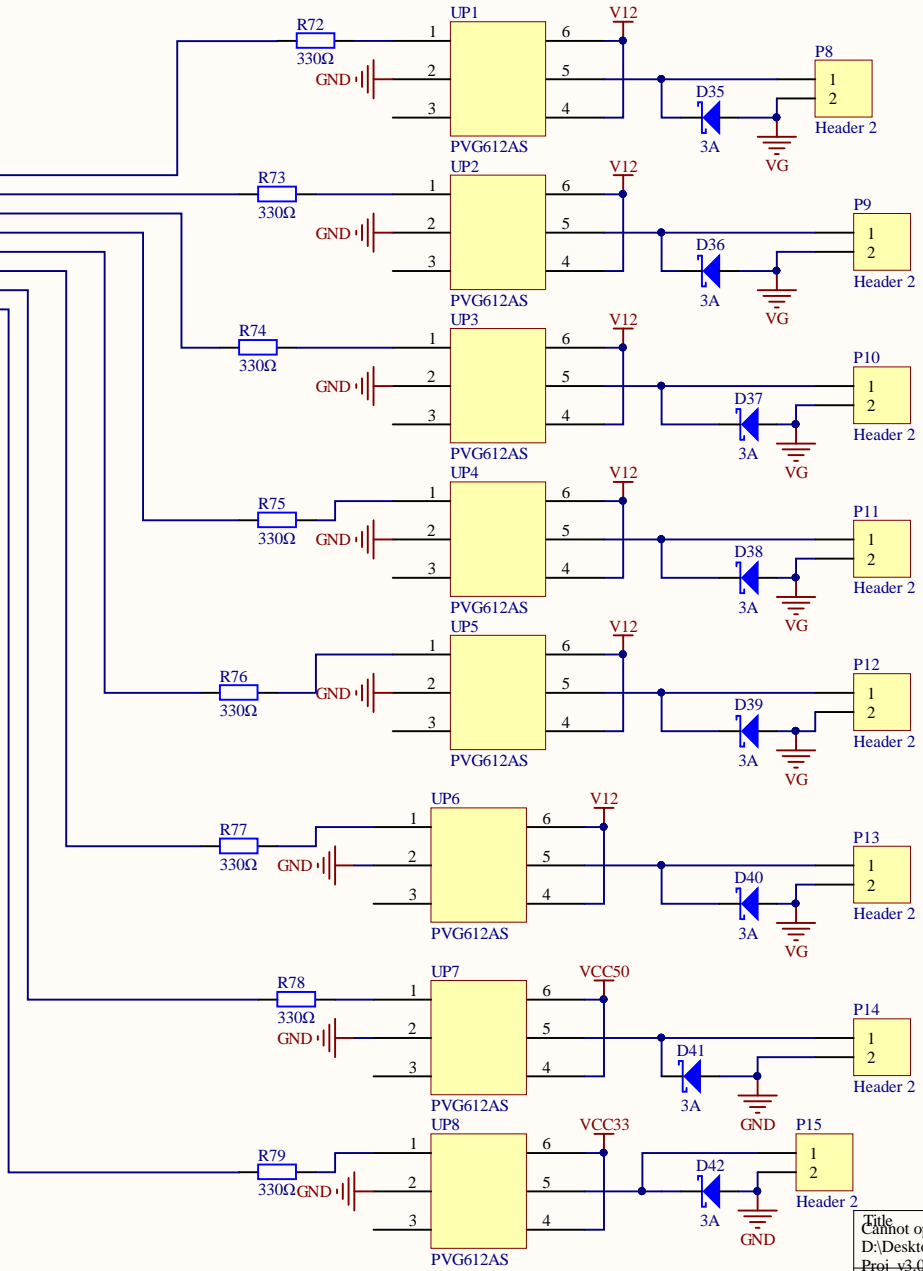 UP1
V12
R72
1
6
P8
330Ω
GND
2
5
1
D35
2
3
4
3A
Header 2
PVG612AS
VG
UP2
V12
R73
1
6
P9
330Ω
GND
2
5
1
D36
2
3
4
3A
Header 2
PVG612AS
VG
UP3
V12
R74
1
6
P10
330Ω
GND
2
5
1
D37
2
3
4
3A
Header 2
PVG612AS
VG
UP4
V12
R75
1
6
P11
330Ω
GND
2
5
1
D38
2
3
4
3A
Header 2
PVG612AS
VG
UP5
V12
R76
1
6
P12
330Ω
GND
2
5
1
D39
2
3
4
3A
Header 2
PVG612AS
VG
UP6
V12
R77
1
6
P13
330Ω
GND
2
5
1
D40
2
3
4
3A
Header 2
PVG612AS
VG
UP7
VCC50
R78
1
6
P14
330Ω
GND
2
5
1
D41
2
3
4
3A
Header 2
PVG612AS
GND
UP8
VCC33
P15
R79
1
6
1
330Ω
GND
2
5
D42
2
3
4
3A
Header 2
PVG612AS
GND
Title
Cannot op
D:\Deskto
Proj_v3.0